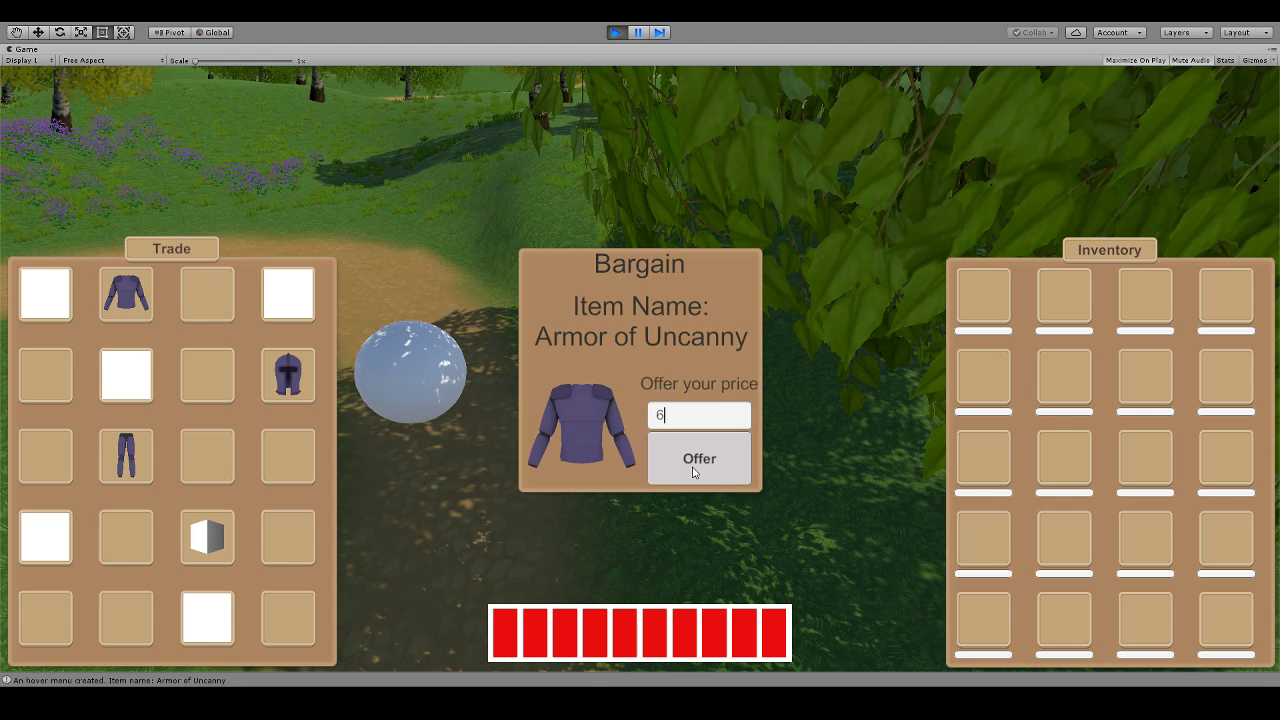 Pivot Global
Collab Account Layers Layout
Game
Display 1 Free Aspect Scale 1x
Maximize On Play Mute Audio Stats Gizmos
Trade
Bargain
Item Name:
Armor of Uncanny
Offer your price
6
Offer
Inventory
An hover menu created. Item name: Armor of Uncanny